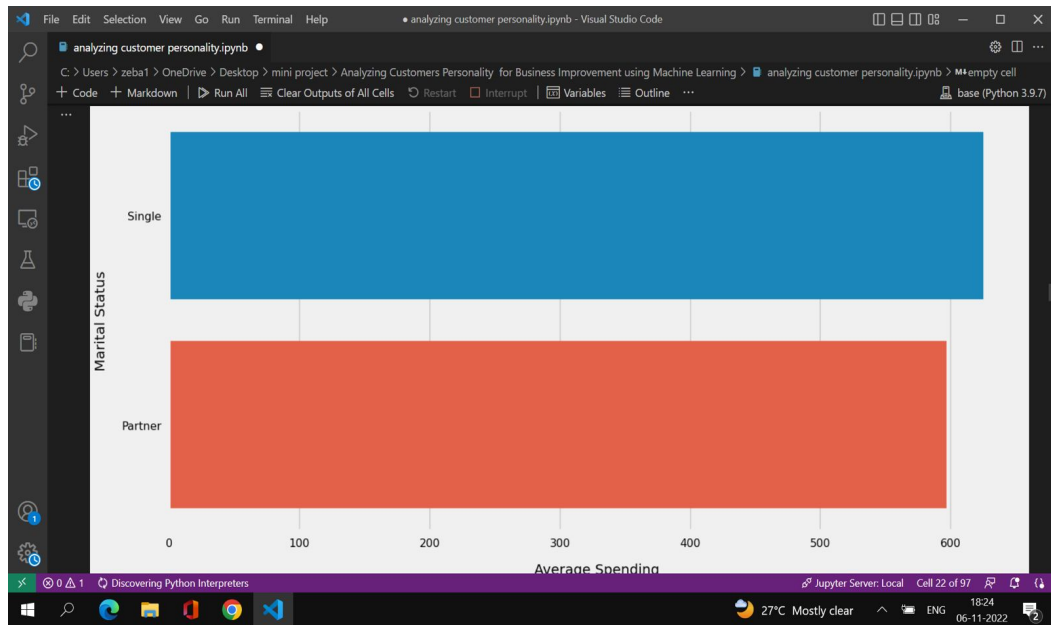 File Edit Selection View Go Run Terminal Help
● analyzing customer personality.ipynb - Visual Studio Code
analyzing customer personality.ipynb ●
C: > Users > zeba1 > OneDrive > Desktop > mini project > Analyzing Customers Personality for Business Improvement using Machine Learning > analyzing customer personality.ipynb > M↓empty cell
+ Code + Markdown | Run All Clear Outputs of All Cells Restart Interrupt | Variables Outline ···
base (Python 3.9.7)
···
Single
Marital Status
Partner
0 100 200 300 400 500 600
Average Spending
1
0 1 Discovering Python Interpreters
Jupyter Server: Local Cell 22 of 97
27°C Mostly clear
ENG
18:24
06-11-2022
2